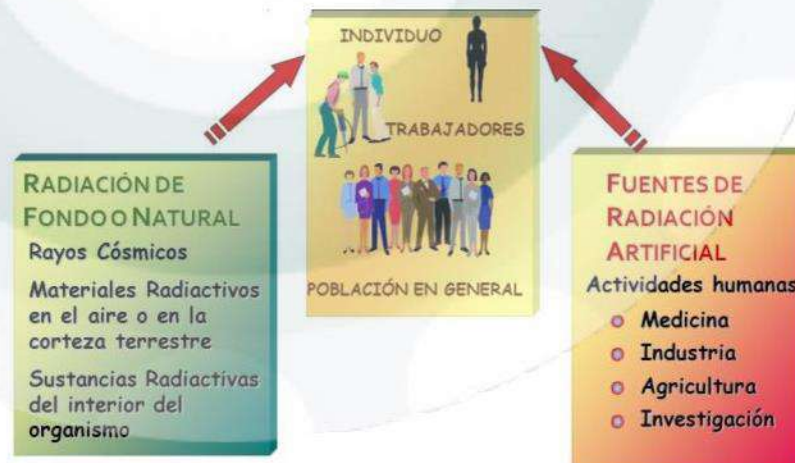 INDIVIDUO
TRABAJADORES
POBLACIÓN EN GENERAL
RADIACIÓN DE
FONDO O NATURAL
Rayos Cósmicos
Materiales Radiactivos
en el aire o en la
corteza terrestre
Sustancias Radiactivas
del interior del
organismo
FUENTES DE
RADIACIÓN
ARTIFICIAL
Actividades humanas
Medicina
Industria
Agricultura
Investigación